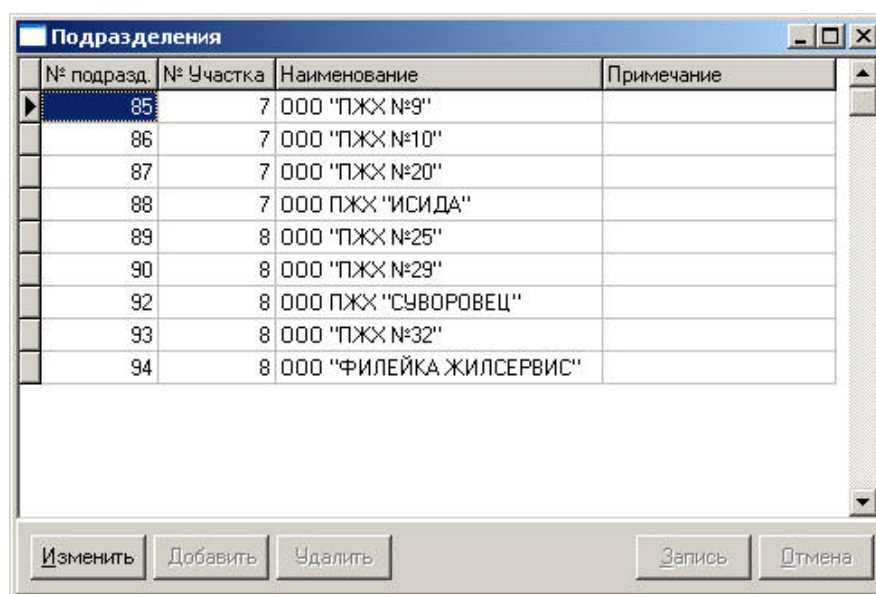 Подразделения
№ подразд. № Участка Наименование Примечание
85 7 ООО "ПЖХ №9"
86 7 ООО "ПЖХ №10"
87 7 ООО "ПЖХ №20"
88 7 ООО ПЖХ "ИСИДА"
89 8 ООО "ПЖХ №25"
90 8 ООО "ПЖХ №29"
92 8 ООО ПЖХ "СУВОРОВЕЦ"
93 8 ООО "ПЖХ №32"
94 8 ООО "ФИЛЕЙКА ЖИЛСЕРВИС"
Изменить Добавить Удалить Запись Отмена